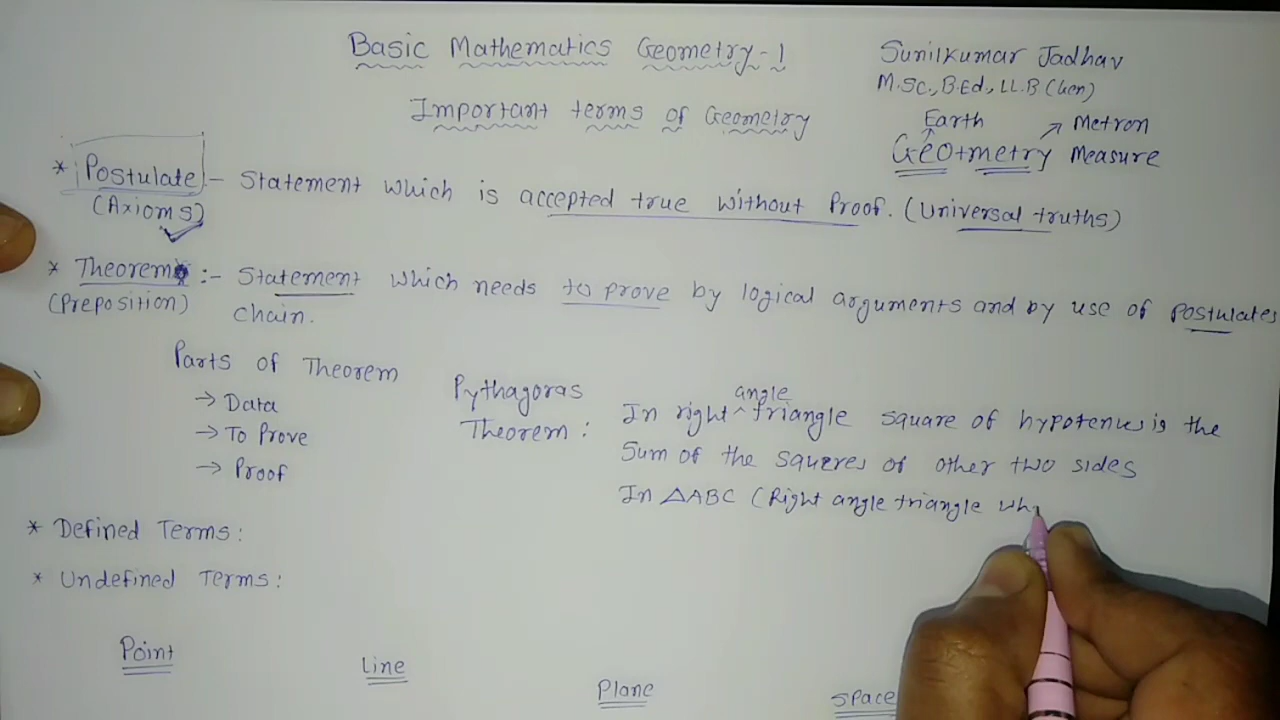 Basic Mathematics Geometry-1
Important terms of Geometry
Sunilkumar Jadhav
M.Sc., B.Ed., LL.B (Gen)
Earth
Metron
Geo+metry Measure
* Postulate :- Statement which is accepted true without Proof. (Universal truths)
(Axioms)
* Theorem :- Statement which needs to prove by logical arguments and by use of postulates
(Preposition) chain.
Parts of Theorem
→ Data
→ To Prove
→ Proof
Pythagoras
Theorem :
angle
In right ^ triangle square of hypotenus is the
Sum of the squares of other two sides
In △ABC (Right angle triangle wh
* Defined Terms :
* Undefined Terms :
Point
Line
Plane
Space